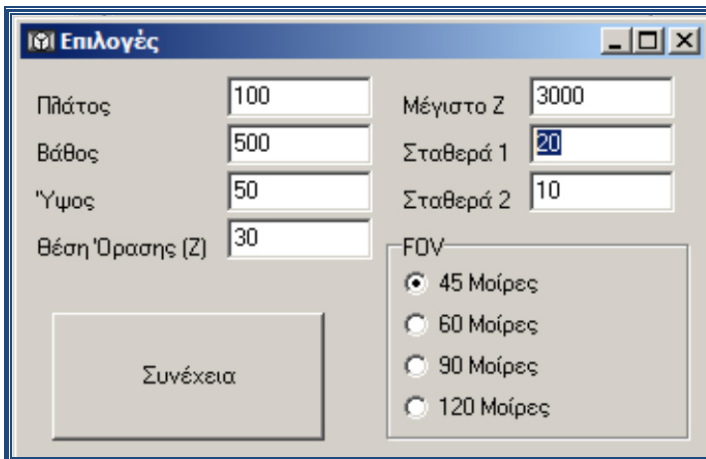 Επιλογές
Πλάτος 100
Βάθος 500
Ύψος 50
Θέση Όρασης (Z) 30
Μέγιστο Z 3000
Σταθερά 1 20
Σταθερά 2 10
FOV
45 Μοίρες
60 Μοίρες
90 Μοίρες
120 Μοίρες
Συνέχεια